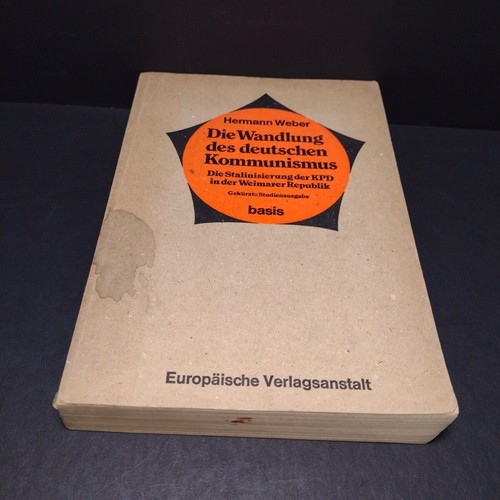 Hermann Weber
Die Wandlung
des deutschen
Kommunismus
Die Stalinisierung der KPD
in der Weimarer Republik
Gekürzte Studienausgabe
basis
Europäische Verlagsanstalt